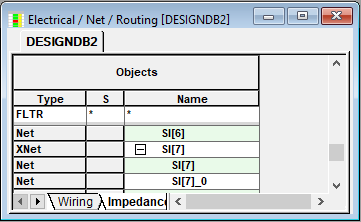 Electrical / Net / Routing [DESIGNDB2]
DESIGNDB2
Objects
Type S Name
FLTR * *
Net SI[6]
XNet SI[7]
Net SI[7]
Net SI[7]_0
Wiring Impedance